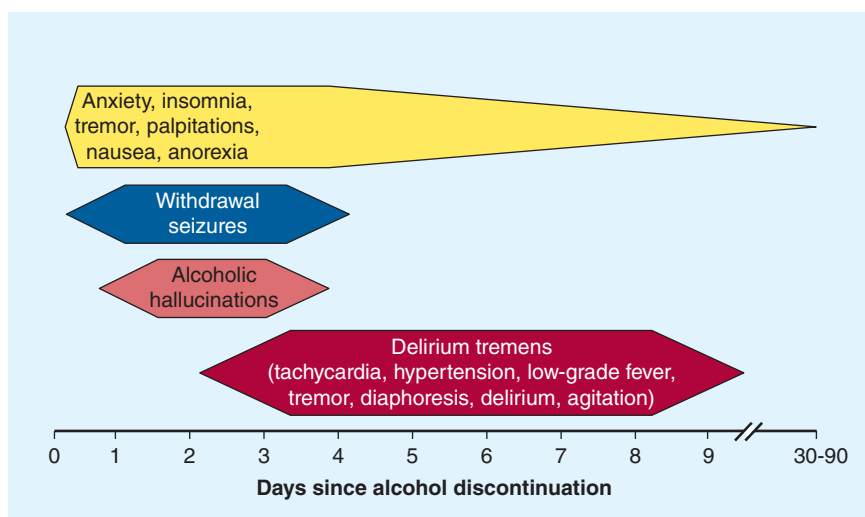 Anxiety, insomnia,
tremor, palpitations,
nausea, anorexia
Withdrawal
seizures
Alcoholic
hallucinations
Delirium tremens
(tachycardia, hypertension, low-grade fever,
tremor, diaphoresis, delirium, agitation)
0 1 2 3 4 5 6 7 8 9 30-90
Days since alcohol discontinuation